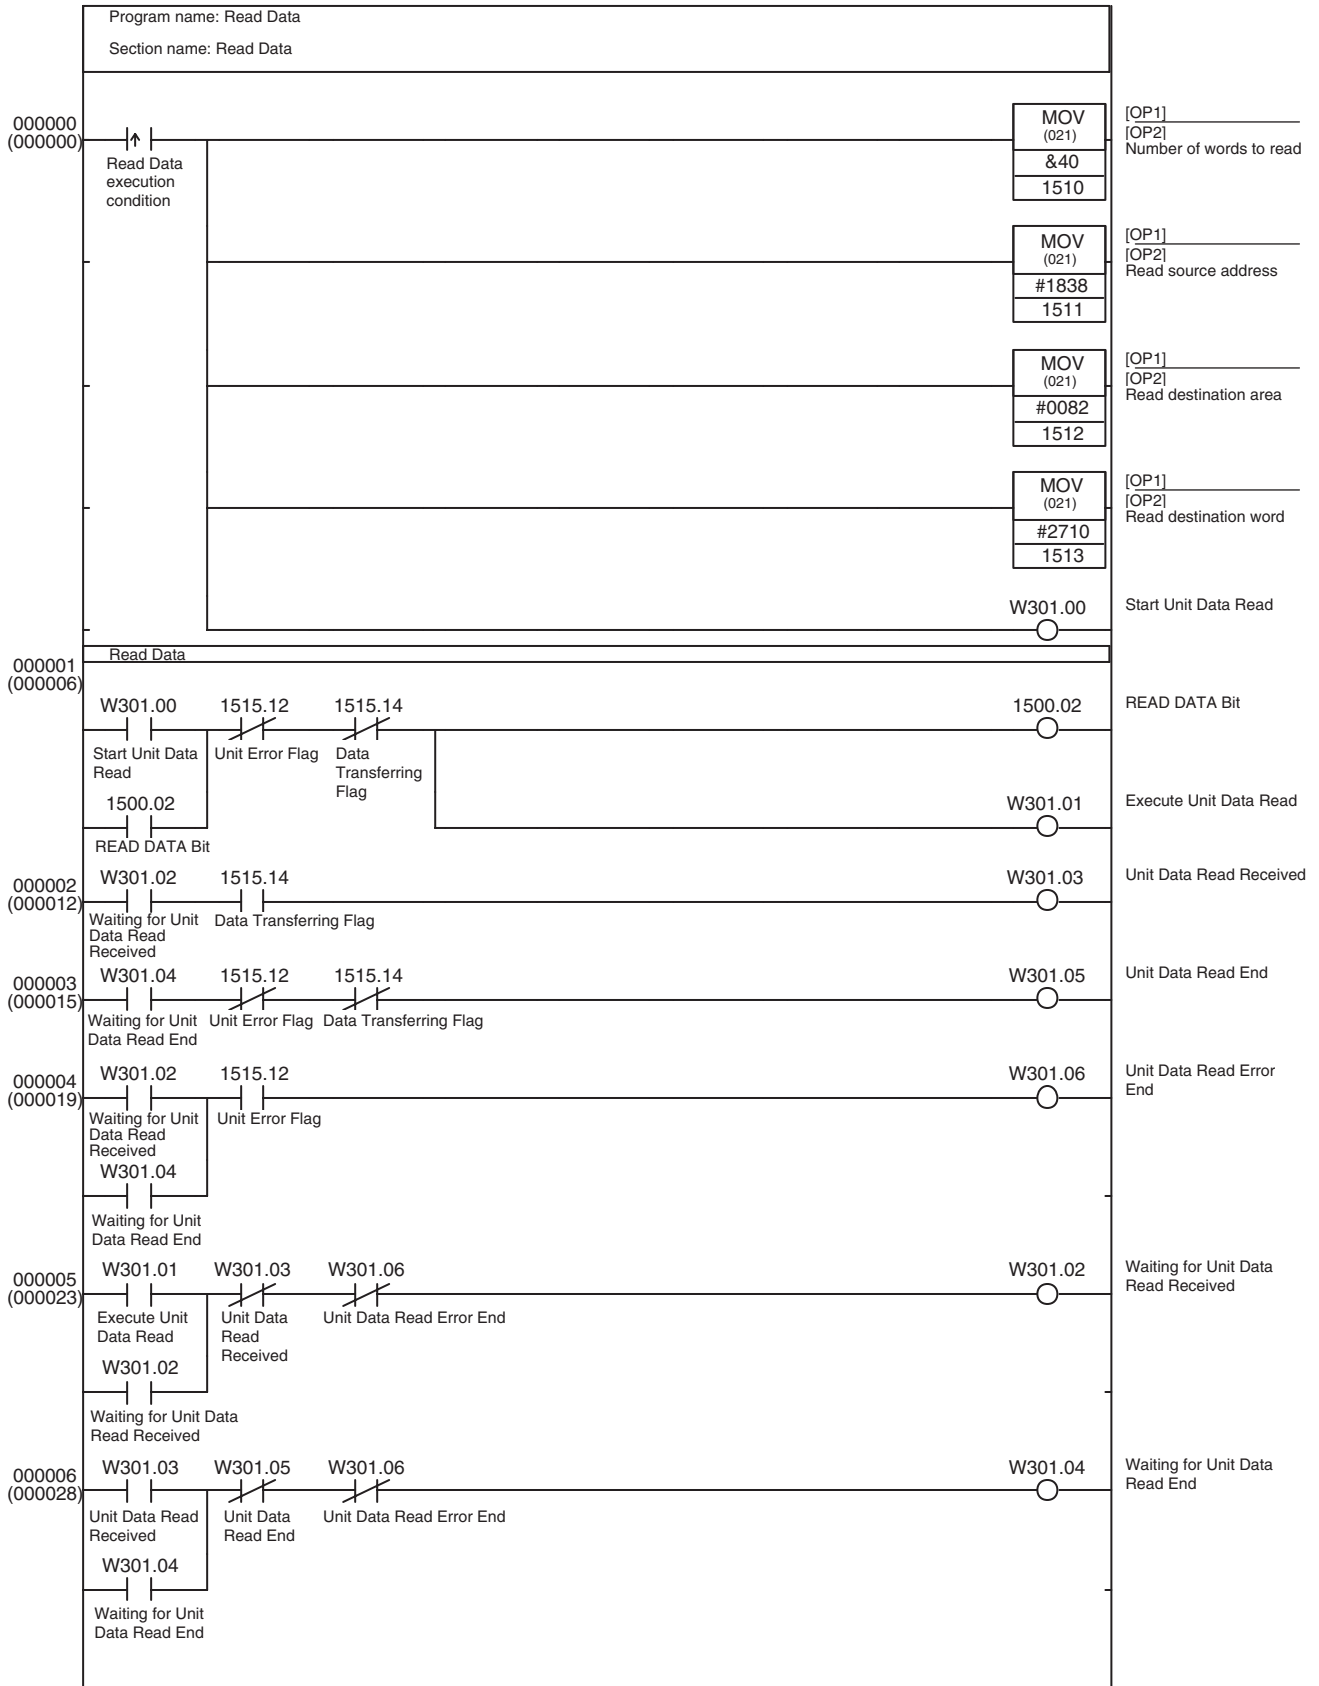 Program name: Read Data
Section name: Read Data
000000
(000000)
Read Data
execution
condition
MOV
(021)
&40
1510
[OP1]
[OP2]
Number of words to read
MOV
(021)
#1838
1511
[OP1]
[OP2]
Read source address
MOV
(021)
#0082
1512
[OP1]
[OP2]
Read destination area
MOV
(021)
#2710
1513
[OP1]
[OP2]
Read destination word
W301.00
Start Unit Data Read
Read Data
000001
(000006)
W301.00 1515.12 1515.14 1500.02
READ DATA Bit
Start Unit Data
Read
Unit Error Flag
Data
Transferring
Flag
1500.02
READ DATA Bit
W301.01
Execute Unit Data Read
000002
(000012)
W301.02 1515.14 W301.03
Unit Data Read Received
Waiting for Unit
Data Read
Received
Data Transferring Flag
000003
(000015)
W301.04 1515.12 1515.14 W301.05
Unit Data Read End
Waiting for Unit
Data Read End
Unit Error Flag
Data Transferring Flag
000004
(000019)
W301.02 1515.12 W301.06
Unit Data Read Error
End
Waiting for Unit
Data Read
Received
Unit Error Flag
W301.04
Waiting for Unit
Data Read End
000005
(000023)
W301.01 W301.03 W301.06 W301.02
Waiting for Unit Data
Read Received
Execute Unit
Data Read
Unit Data
Read
Received
Unit Data Read Error End
W301.02
Waiting for Unit Data
Read Received
000006
(000028)
W301.03 W301.05 W301.06 W301.04
Waiting for Unit Data
Read End
Unit Data Read
Received
Unit Data
Read End
Unit Data Read Error End
W301.04
Waiting for Unit
Data Read End